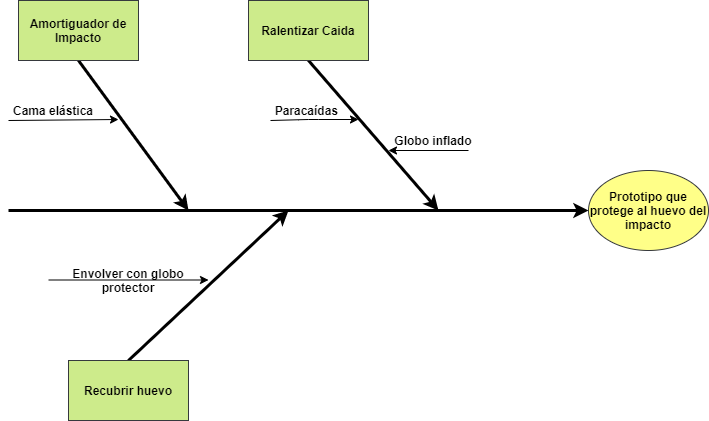 Amortiguador de
Impacto
Ralentizar Caida
Cama elástica
Paracaídas
Globo inflado
Prototipo que
protege al huevo del
impacto
Envolver con globo
protector
Recubrir huevo